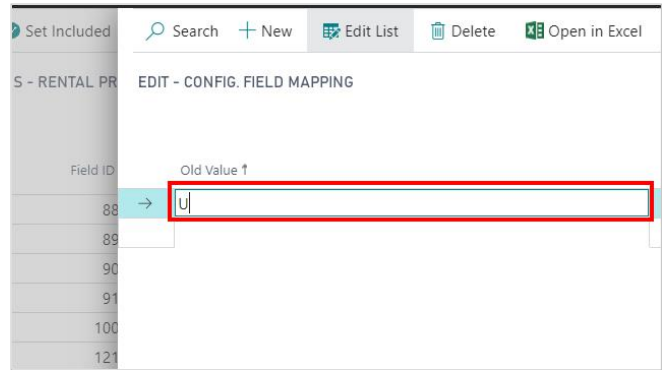 Set Included Search + New Edit List Delete Open in Excel
S - RENTAL PR EDIT - CONFIG. FIELD MAPPING
Field ID Old Value ↑
88 → U
89
90
91
100
121